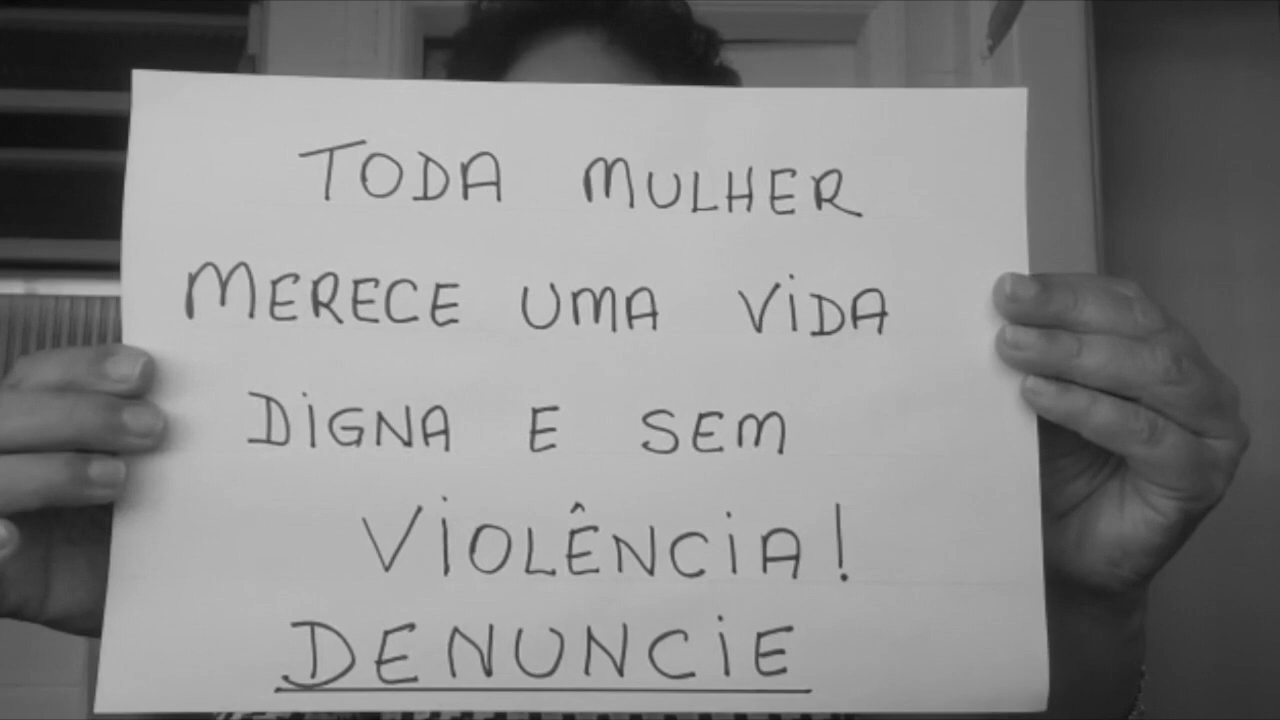 TODA MULHER
MERECE UMA VIDA
DIGNA E SEM
VIOLÊNCIA!
DENUNCIE